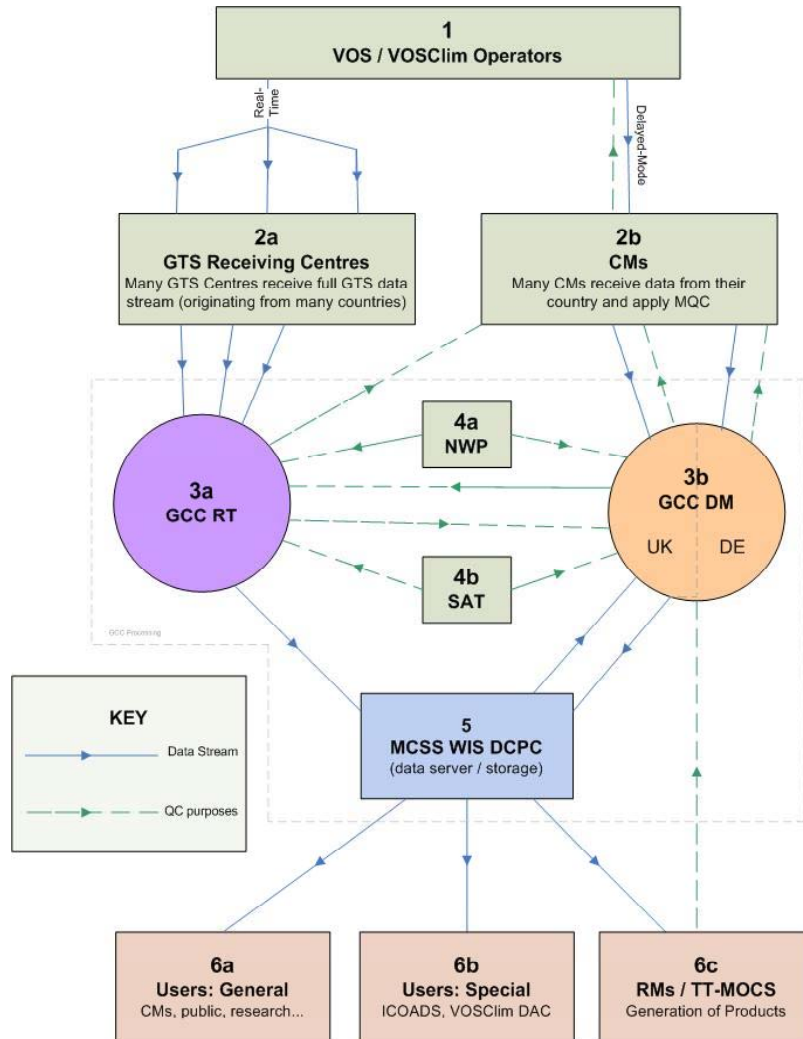 1
VOS / VOSClim Operators
Real-
Time
Delayed-Mode
2a
GTS Receiving Centres
Many GTS Centres receive full GTS data
stream (originating from many countries)
2b
CMs
Many CMs receive data from their
country and apply MQC
4a
NWP
3a
GCC RT
3b
GCC DM
UK DE
4b
SAT
GCC Processing
KEY
Data Stream
QC purposes
5
MCSS WIS DCPC
(data server / storage)
6a
Users: General
CMs, public, research...
6b
Users: Special
ICOADS, VOSClim DAC
6c
RMs / TT-MOCS
Generation of Products